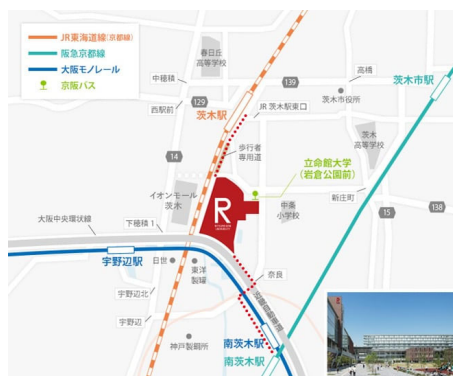 JR東海道線(京都線)
阪急京都線
大阪モノレール
京阪バス
春日丘
高等学校
高橋
139
茨木市駅
中穂積
129
茨木市役所
西駅前
茨木駅
JR 茨木駅東口
茨木
高等学校
歩行者
専用道
14
立命館大学
(岩倉公園前)
新庄町
イオンモール
茨木
R
中条
小学校
15
138
大阪中央環状線
下穂積 1
宇野辺駅
日世
東洋
製罐
奈良
宇野辺北
宇野辺
神戸製鋼所
南茨木駅
南茨木駅